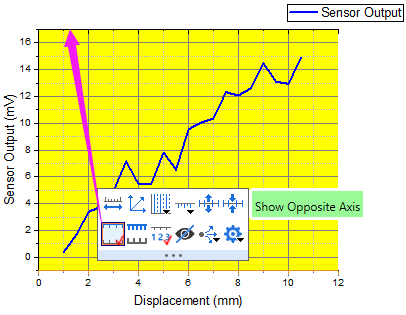 Sensor Output
16
14
12
10
8
6
4
2
0
Sensor Output (mV)
Show Opposite Axis
123
0 2 4 6 8 10 12
Displacement (mm)